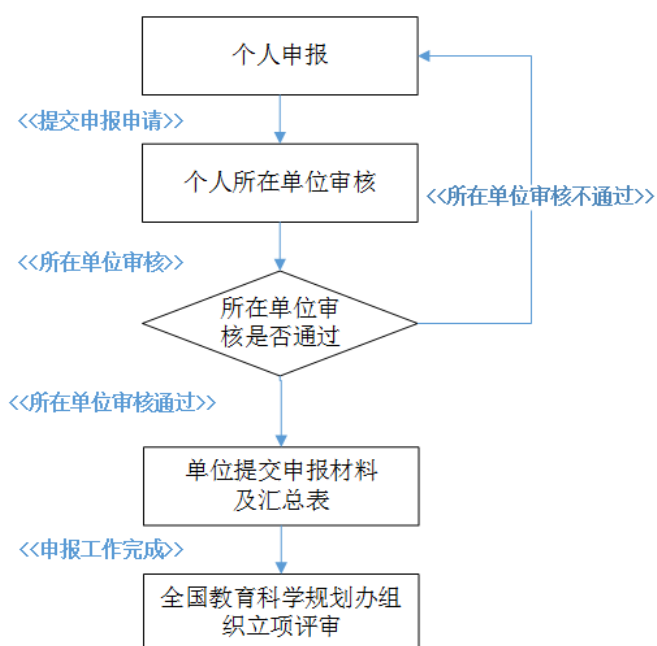 个人申报
<<提交申报申请>>
个人所在单位审核
<<所在单位审核不通过>>
<<所在单位审核>>
所在单位审
核是否通过
<<所在单位审核通过>>
单位提交申报材料
及汇总表
<<申报工作完成>>
全国教育科学规划办组
织立项评审